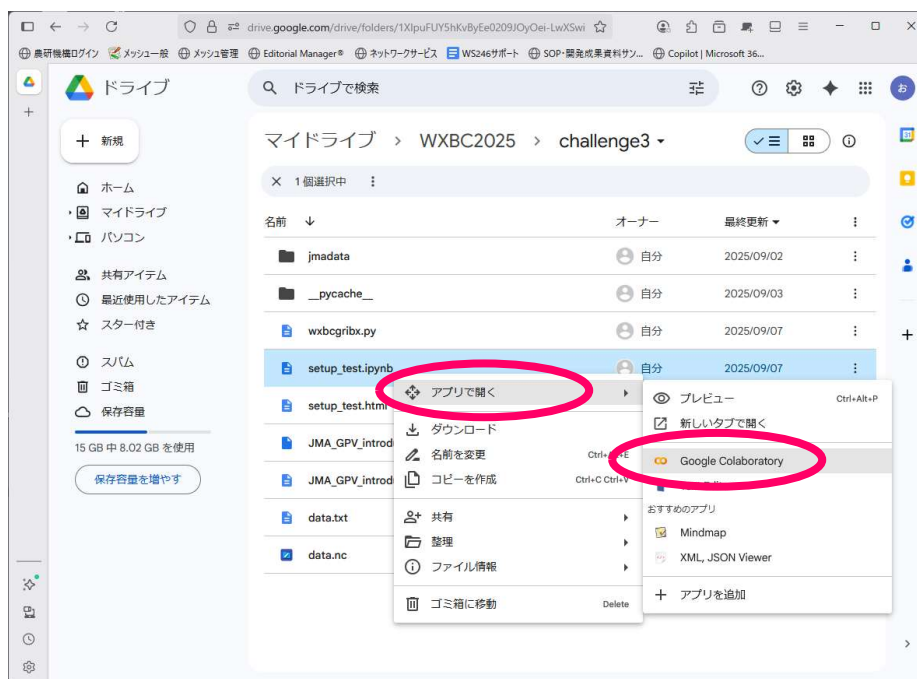 drive.google.com/drive/folders/1XlpuFUY5hKvByEe0209JOyOei-LwXSwi
農研機構ログイン メッシュ一般 メッシュ管理 Editorial Manager® ネットワークサービス WS246サポート SOP・開発成果資料サン... Copilot | Microsoft 36...
ドライブ
ドライブで検索
お
新規
マイドライブ > WXBC2025 > challenge3
31
1 個選択中
ホーム
マイドライブ
パソコン
共有アイテム
最近使用したアイテム
スター付き
スパム
ゴミ箱
保存容量
15 GB 中 8.02 GB を使用
保存容量を増やす
名前 オーナー 最終更新
jmadata 自分 2025/09/02
__pycache__ 自分 2025/09/03
wxbcgribx.py 自分 2025/09/07
setup_test.ipynb 自分 2025/09/07
setup_test.html
JMA_GPV_introd
JMA_GPV_introd
data.txt
data.nc
アプリで開く
ダウンロード
名前を変更
コピーを作成 Ctrl+C Ctrl+V
共有
整理
ファイル情報
ゴミ箱に移動 Delete
プレビュー Ctrl+Alt+P
新しいタブで開く
Google Colaboratory
おすすめのアプリ
Mindmap
XML, JSON Viewer
アプリを追加